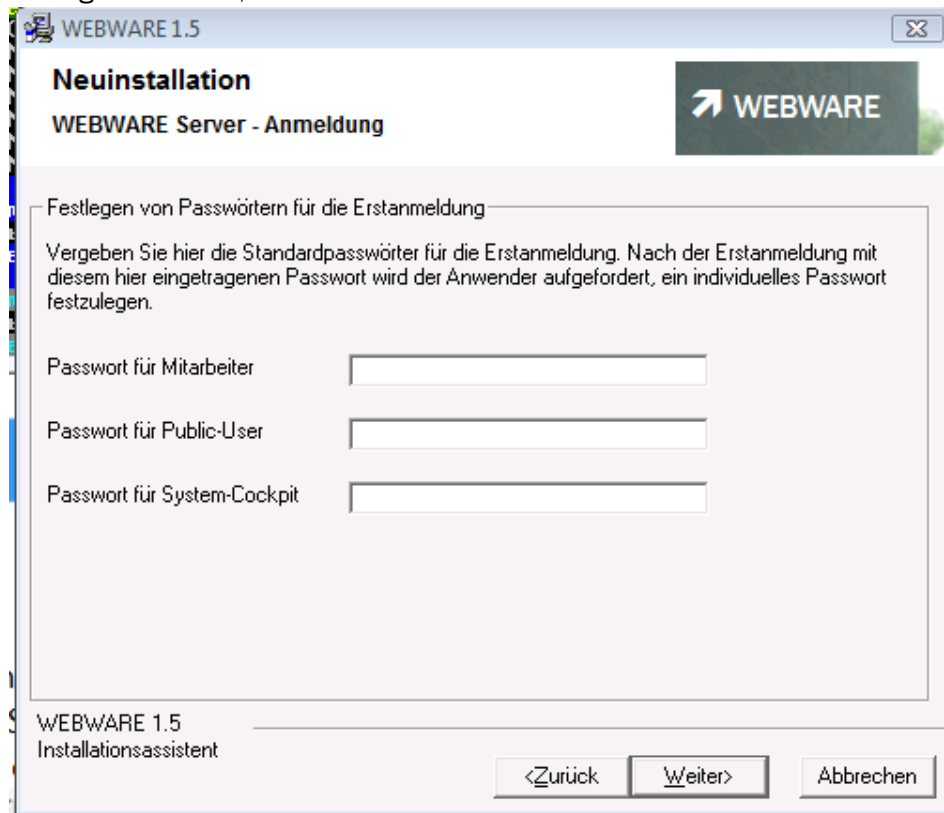 WEBWARE 1.5
Neuinstallation
WEBWARE Server - Anmeldung
WEBWARE
Festlegen von Passwörtern für die Erstanmeldung
Vergeben Sie hier die Standardpasswörter für die Erstanmeldung. Nach der Erstanmeldung mit
diesem hier eingetragenen Passwort wird der Anwender aufgefordert, ein individuelles Passwort
festzulegen.
Passwort für Mitarbeiter
Passwort für Public-User
Passwort für System-Cockpit
WEBWARE 1.5
Installationsassistent
<Zurück Weiter> Abbrechen